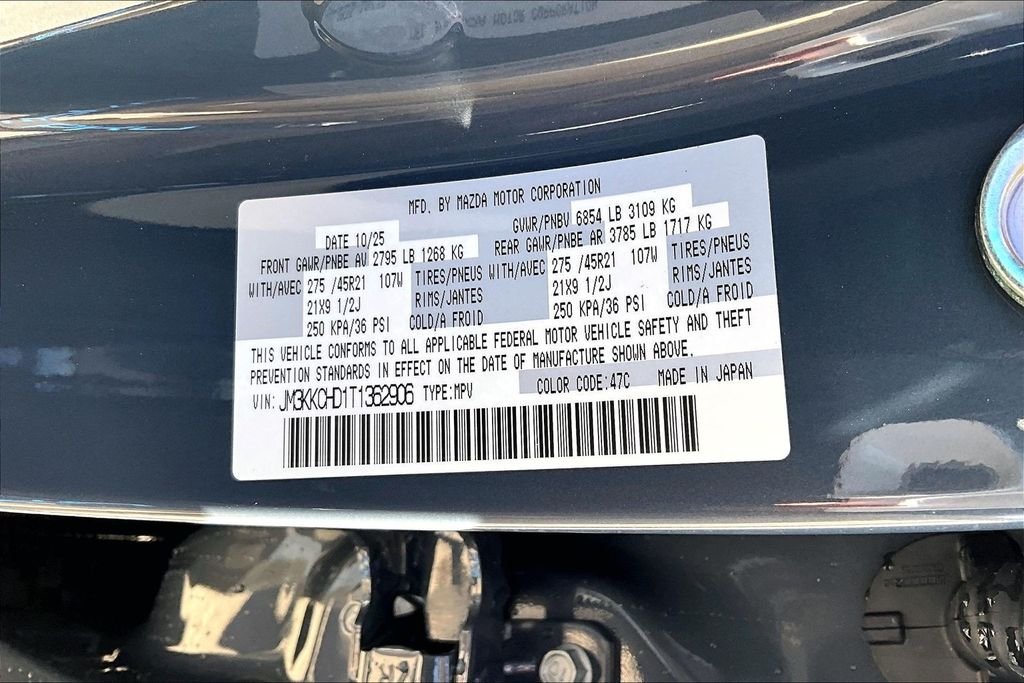 MFD. BY MAZDA MOTOR CORPORATION
DATE 10/25 GVWR/PNBV 6854 LB 3109 KG
FRONT GAWR/PNBE AV 2795 LB 1268 KG REAR GAWR/PNBE AR 3785 LB 1717 KG
WITH/AVEC 275 /45R21 107W TIRES/PNEUS WITH/AVEC 275 /45R21 107W TIRES/PNEUS
21X9 1/2J RIMS/JANTES 21X9 1/2J RIMS/JANTES
250 KPA/36 PSI COLD/A FROID 250 KPA/36 PSI COLD/A FROID
THIS VEHICLE CONFORMS TO ALL APPLICABLE FEDERAL MOTOR VEHICLE SAFETY AND THEFT
PREVENTION STANDARDS IN EFFECT ON THE DATE OF MANUFACTURE SHOWN ABOVE.
VIN: JM3KKCHD1T1362906 TYPE:MPV COLOR CODE:47C MADE IN JAPAN